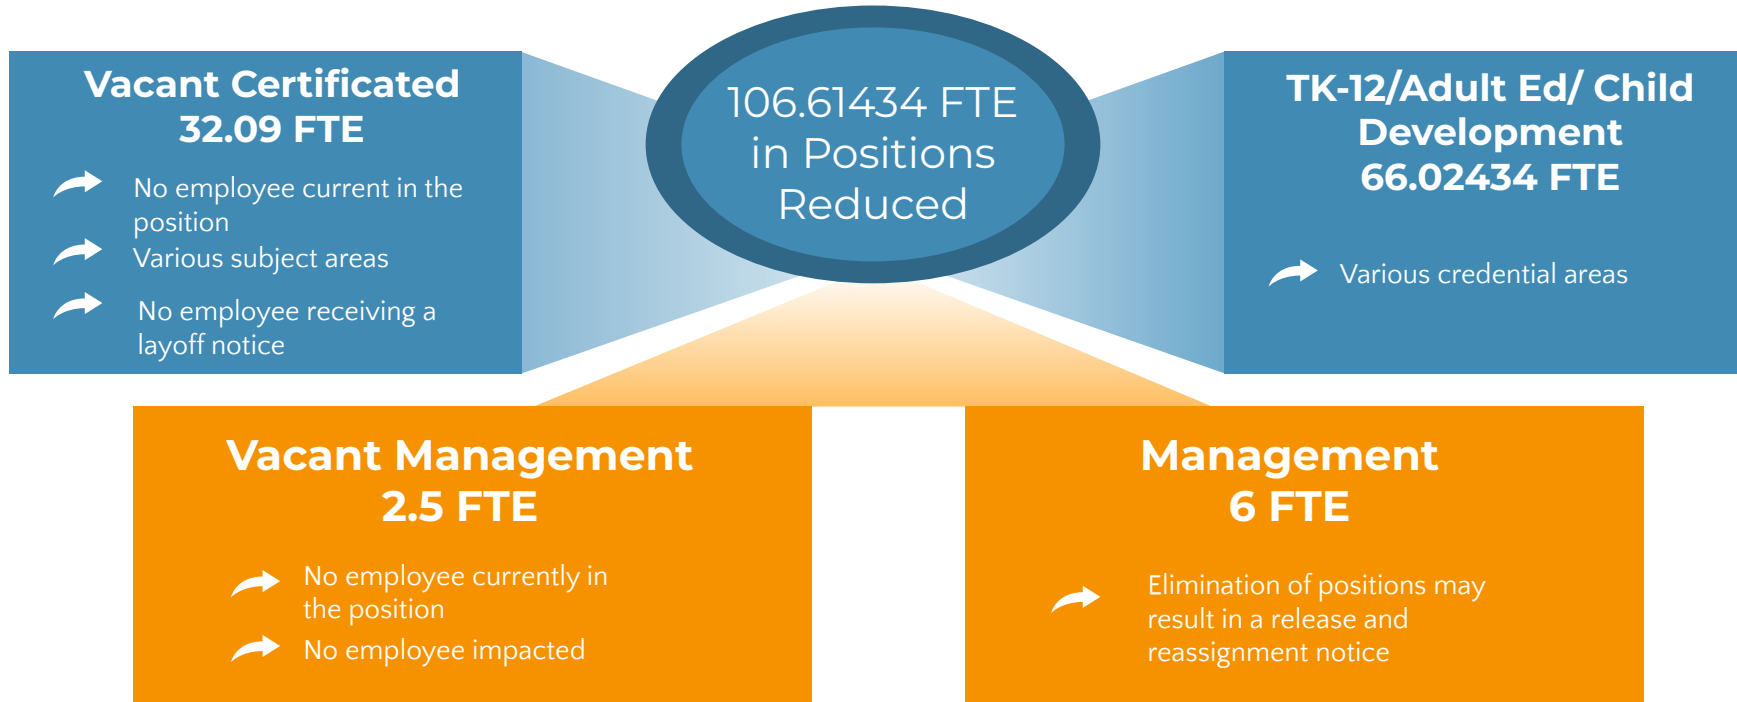 106.61434 FTE
in Positions
Reduced
Vacant Certificated
32.09 FTE
No employee current in the
position
Various subject areas
No employee receiving a
layoff notice
TK-12/Adult Ed/ Child
Development
66.02434 FTE
Various credential areas
Vacant Management
2.5 FTE
No employee currently in
the position
No employee impacted
Management
6 FTE
Elimination of positions may
result in a release and
reassignment notice